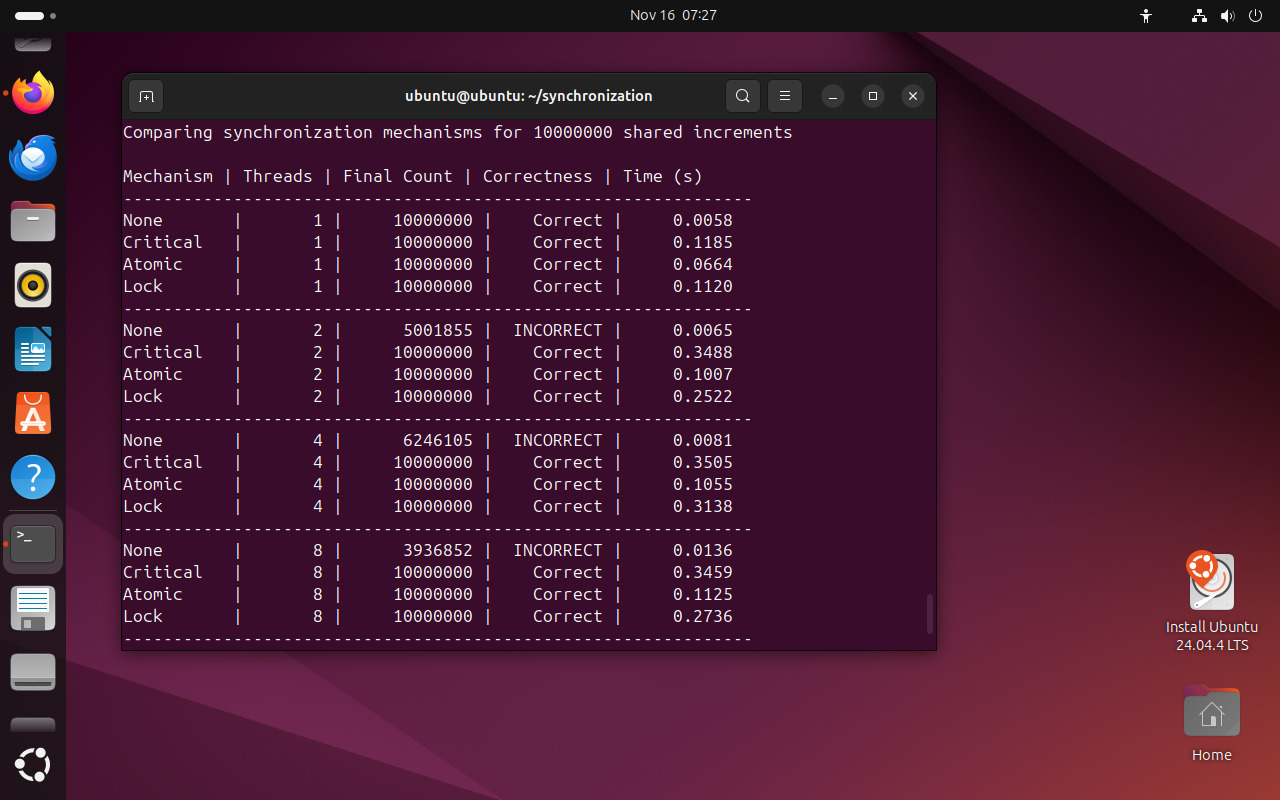 Nov 16 07:27
ubuntu@ubuntu: ~/synchronization
Comparing synchronization mechanisms for 10000000 shared increments
Mechanism | Threads | Final Count | Correctness | Time (s)
---------------------------------------------------------------
None | 1 | 10000000 | Correct | 0.0058
Critical | 1 | 10000000 | Correct | 0.1185
Atomic | 1 | 10000000 | Correct | 0.0664
Lock | 1 | 10000000 | Correct | 0.1120
---------------------------------------------------------------
None | 2 | 5001855 | INCORRECT | 0.0065
Critical | 2 | 10000000 | Correct | 0.3488
Atomic | 2 | 10000000 | Correct | 0.1007
Lock | 2 | 10000000 | Correct | 0.2522
---------------------------------------------------------------
None | 4 | 6246105 | INCORRECT | 0.0081
Critical | 4 | 10000000 | Correct | 0.3505
Atomic | 4 | 10000000 | Correct | 0.1055
Lock | 4 | 10000000 | Correct | 0.3138
---------------------------------------------------------------
None | 8 | 3936852 | INCORRECT | 0.0136
Critical | 8 | 10000000 | Correct | 0.3459
Atomic | 8 | 10000000 | Correct | 0.1125
Lock | 8 | 10000000 | Correct | 0.2736
---------------------------------------------------------------
Install Ubuntu
24.04.4 LTS
Home